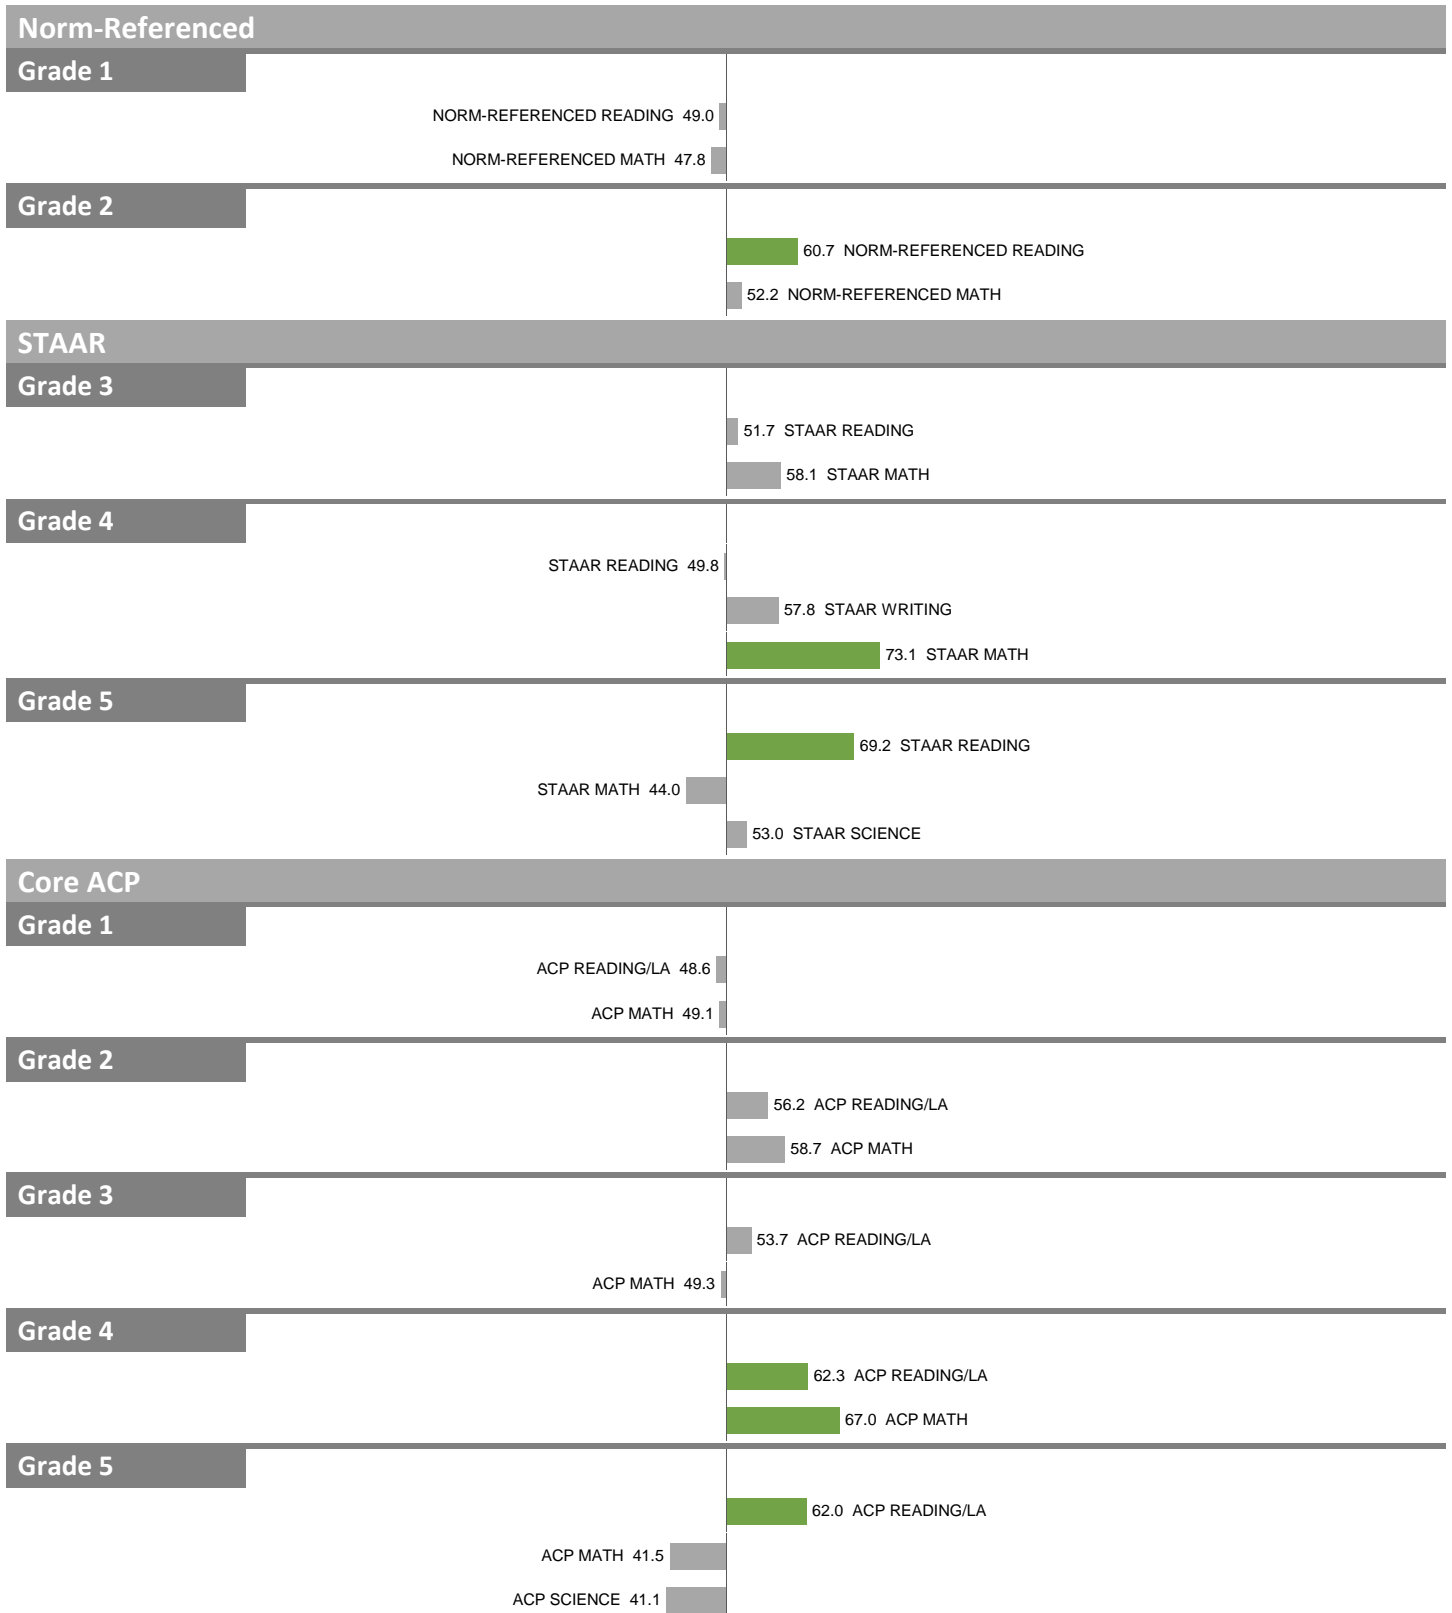 Norm-Referenced
Grade 1
NORM-REFERENCED READING 49.0
NORM-REFERENCED MATH 47.8
Grade 2
60.7 NORM-REFERENCED READING
52.2 NORM-REFERENCED MATH
STAAR
Grade 3
51.7 STAAR READING
58.1 STAAR MATH
Grade 4
STAAR READING 49.8
57.8 STAAR WRITING
73.1 STAAR MATH
Grade 5
69.2 STAAR READING
STAAR MATH 44.0
53.0 STAAR SCIENCE
Core ACP
Grade 1
ACP READING/LA 48.6
ACP MATH 49.1
Grade 2
56.2 ACP READING/LA
58.7 ACP MATH
Grade 3
53.7 ACP READING/LA
ACP MATH 49.3
Grade 4
62.3 ACP READING/LA
67.0 ACP MATH
Grade 5
62.0 ACP READING/LA
ACP MATH 41.5
ACP SCIENCE 41.1